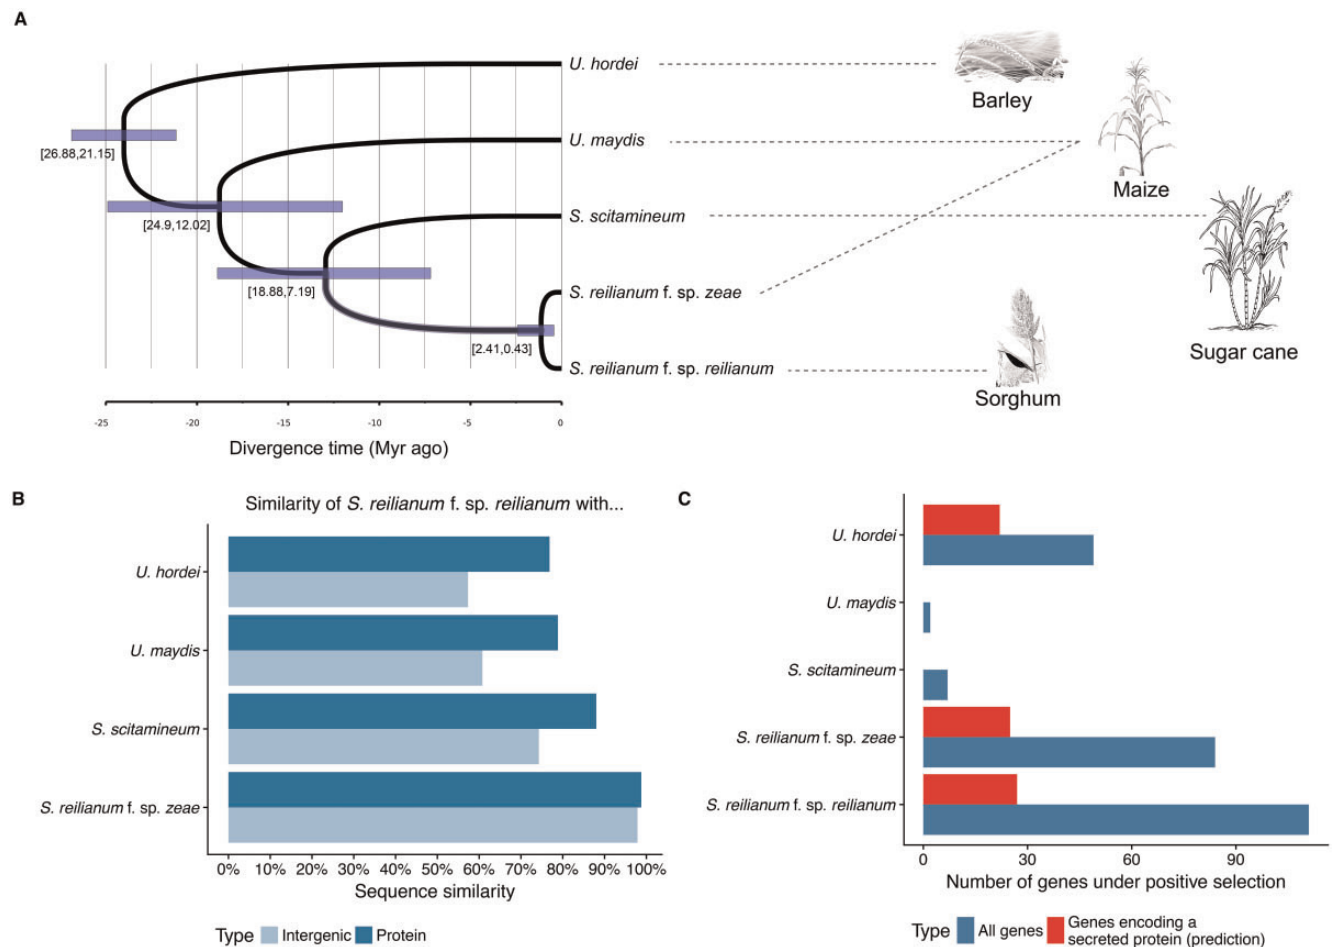 A
U. hordei
Barley
[26.88,21.15]
U. maydis
Maize
[24.9,12.02]
S. scitamineum
Sugar cane
[18.88,7.19]
S. reilianum f. sp. zeae
[2.41,0.43]
S. reilianum f. sp. reilianum
Sorghum
-25 -20 -15 -10 -5 0
Divergence time (Myr ago)
B
Similarity of S. reilianum f. sp. reilianum with...
U. hordei
U. maydis
S. scitamineum
S. reilianum f. sp. zeae
0% 10% 20% 30% 40% 50% 60% 70% 80% 90% 100%
Sequence similarity
Type Intergenic Protein
C
U. hordei
U. maydis
S. scitamineum
S. reilianum f. sp. zeae
S. reilianum f. sp. reilianum
0 30 60 90
Number of genes under positive selection
Type All genes Genes encoding a
secreted protein (prediction)